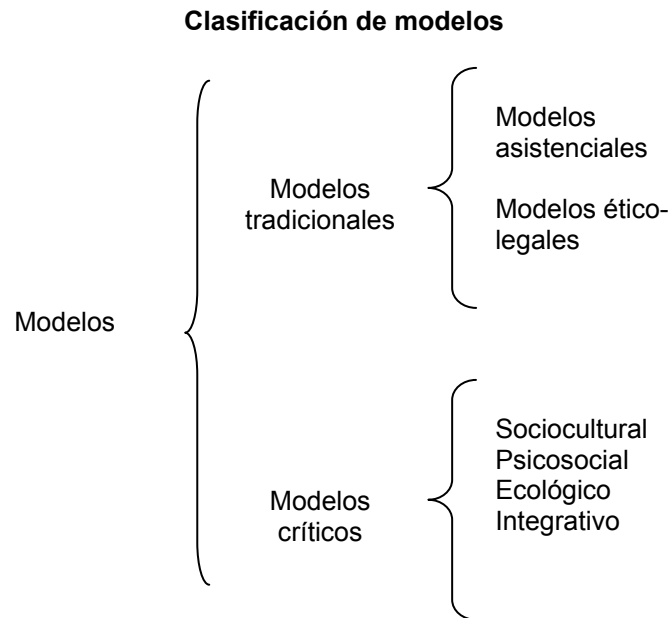 Clasificación de modelos
Modelos
Modelos
tradicionales
Modelos
asistenciales
Modelos ético-
legales
Modelos
críticos
Sociocultural
Psicosocial
Ecológico
Integrativo